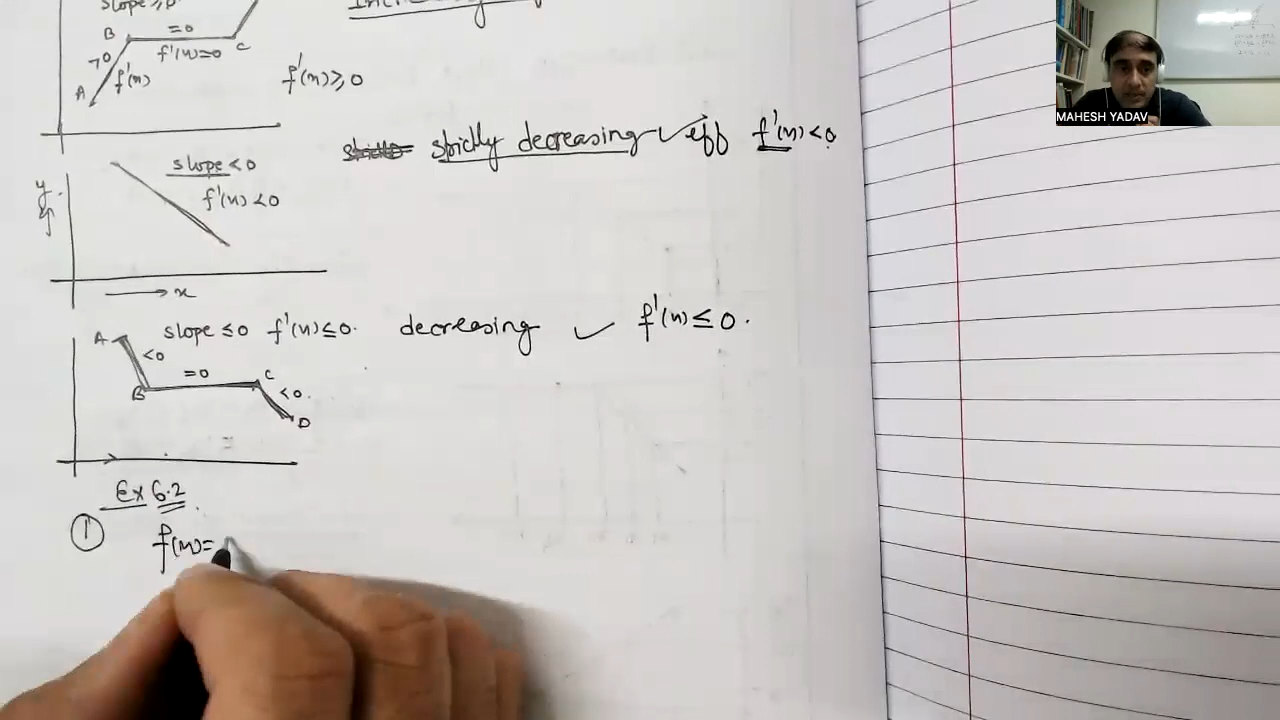 slope ≥ 0
Increasing
B =0 C
>0 f'(x)=0
A f'(x) f'(x) ≥ 0
strictly decreasing ✓ iff f'(x) < 0
slope < 0
y
f'(x) < 0
x
A slope ≤ 0 f'(x) ≤ 0. decreasing ✓ f'(x) ≤ 0.
<0
=0 C
B <0.
D
Ex 6.2
1 f(x) =
MAHESH YADAV